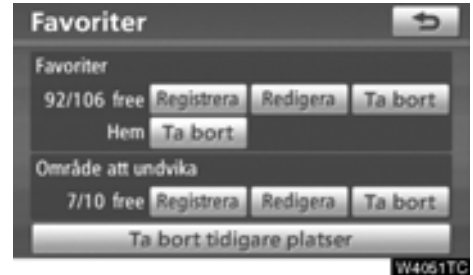 Favoriter
Favoriter
92/106 free Registrera Redigera Ta bort
Hem Ta bort
Område att undvika
7/10 free Registrera Redigera Ta bort
Ta bort tidigare platser
W4051TC